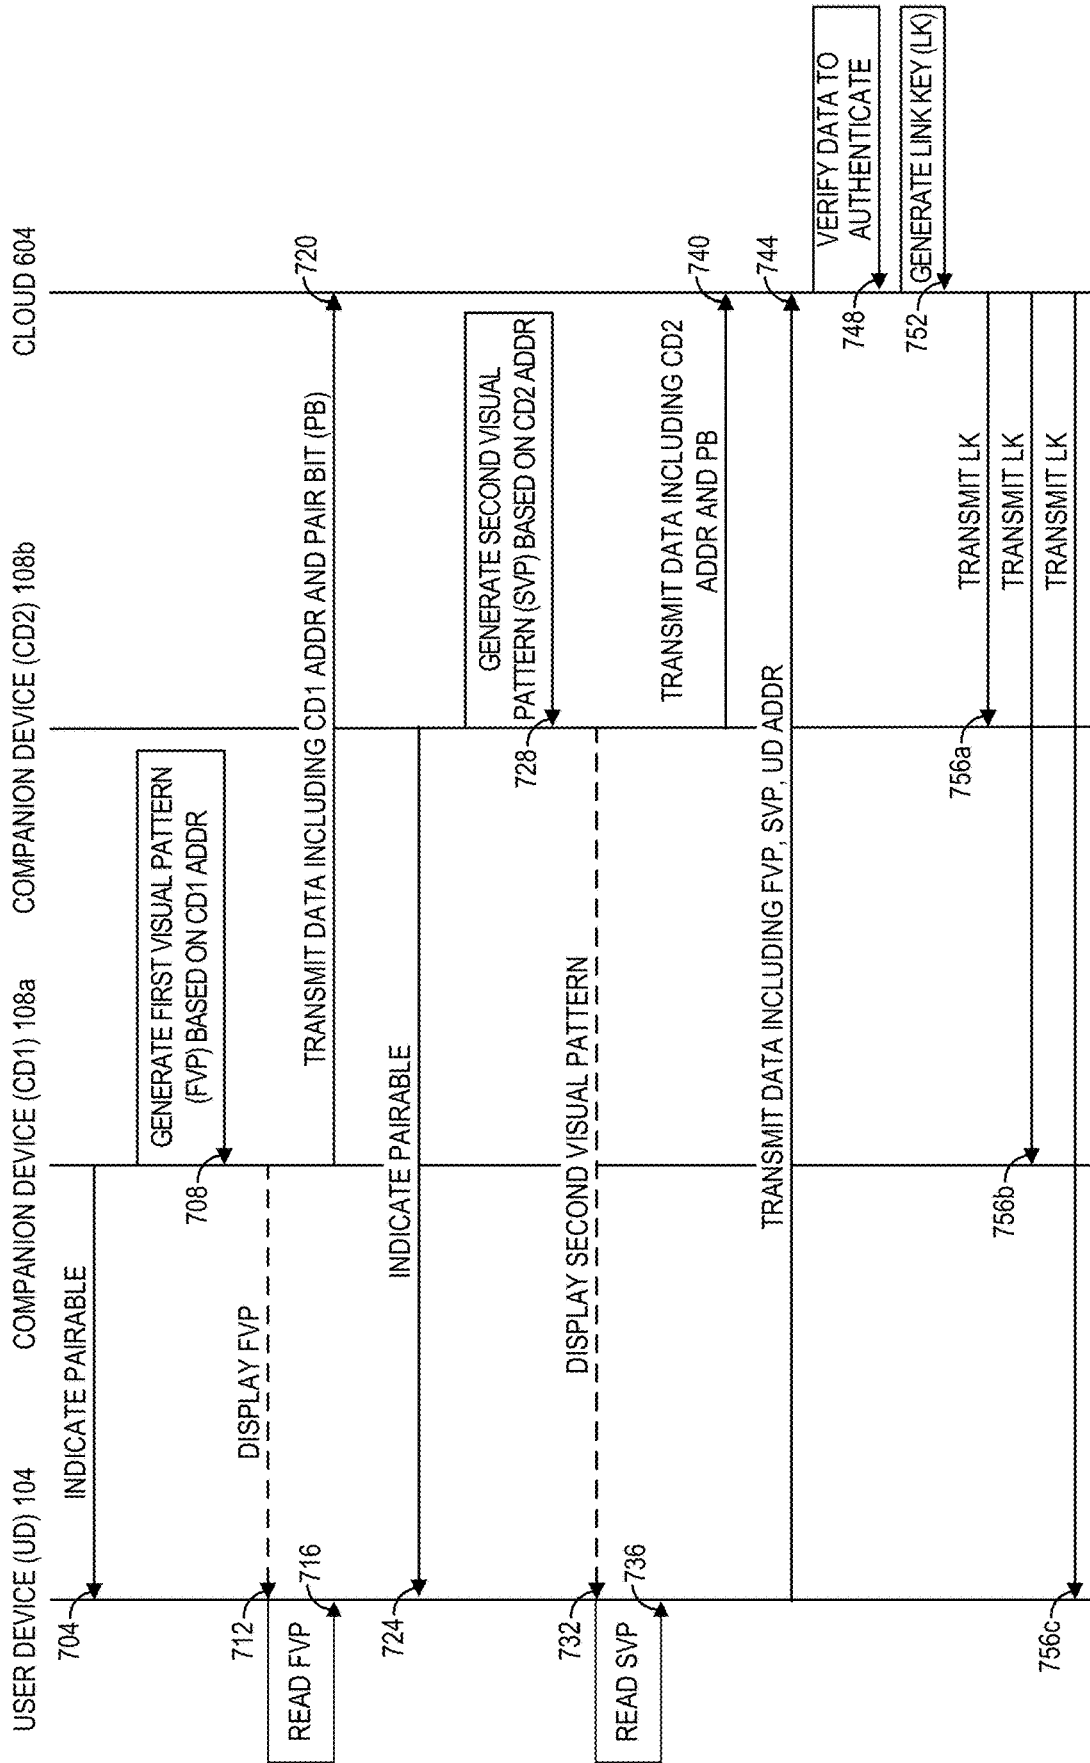 USER DEVICE (UD) 104
COMPANION DEVICE (CD1) 108a
COMPANION DEVICE (CD2) 108b
CLOUD 604
INDICATE PAIRABLE
704
GENERATE FIRST VISUAL PATTERN
(FVP) BASED ON CD1 ADDR
708
DISPLAY FVP
712
READ FVP
716
TRANSMIT DATA INCLUDING CD1 ADDR AND PAIR BIT (PB)
720
INDICATE PAIRABLE
724
GENERATE SECOND VISUAL
PATTERN (SVP) BASED ON CD2 ADDR
728
DISPLAY SECOND VISUAL PATTERN
732
READ SVP
736
TRANSMIT DATA INCLUDING CD2
ADDR AND PB
740
TRANSMIT DATA INCLUDING FVP, SVP, UD ADDR
744
VERIFY DATA TO
AUTHENTICATE
748
GENERATE LINK KEY (LK)
752
TRANSMIT LK
756a
TRANSMIT LK
756b
TRANSMIT LK
756c